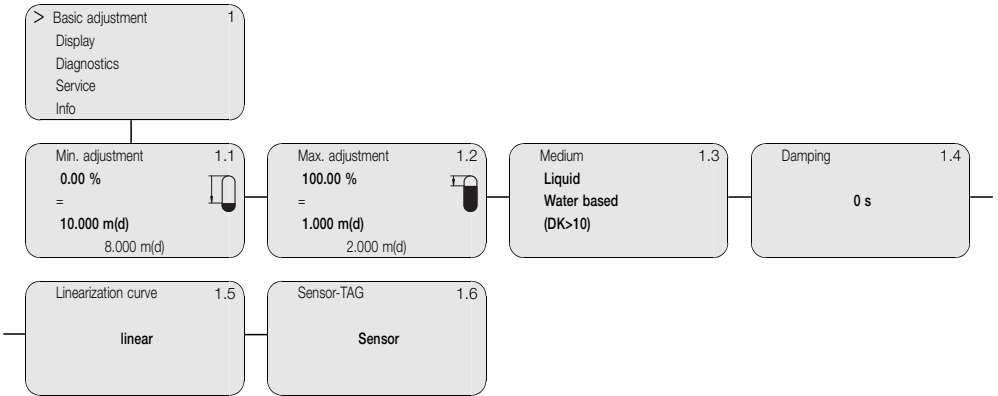 > Basic adjustment 1
Display
Diagnostics
Service
Info
Min. adjustment 1.1
0.00 %
=
10.000 m(d)
8.000 m(d)
Max. adjustment 1.2
100.00 %
=
1.000 m(d)
2.000 m(d)
Medium 1.3
Liquid
Water based
(DK>10)
Damping 1.4
0 s
Linearization curve 1.5
linear
Sensor-TAG 1.6
Sensor